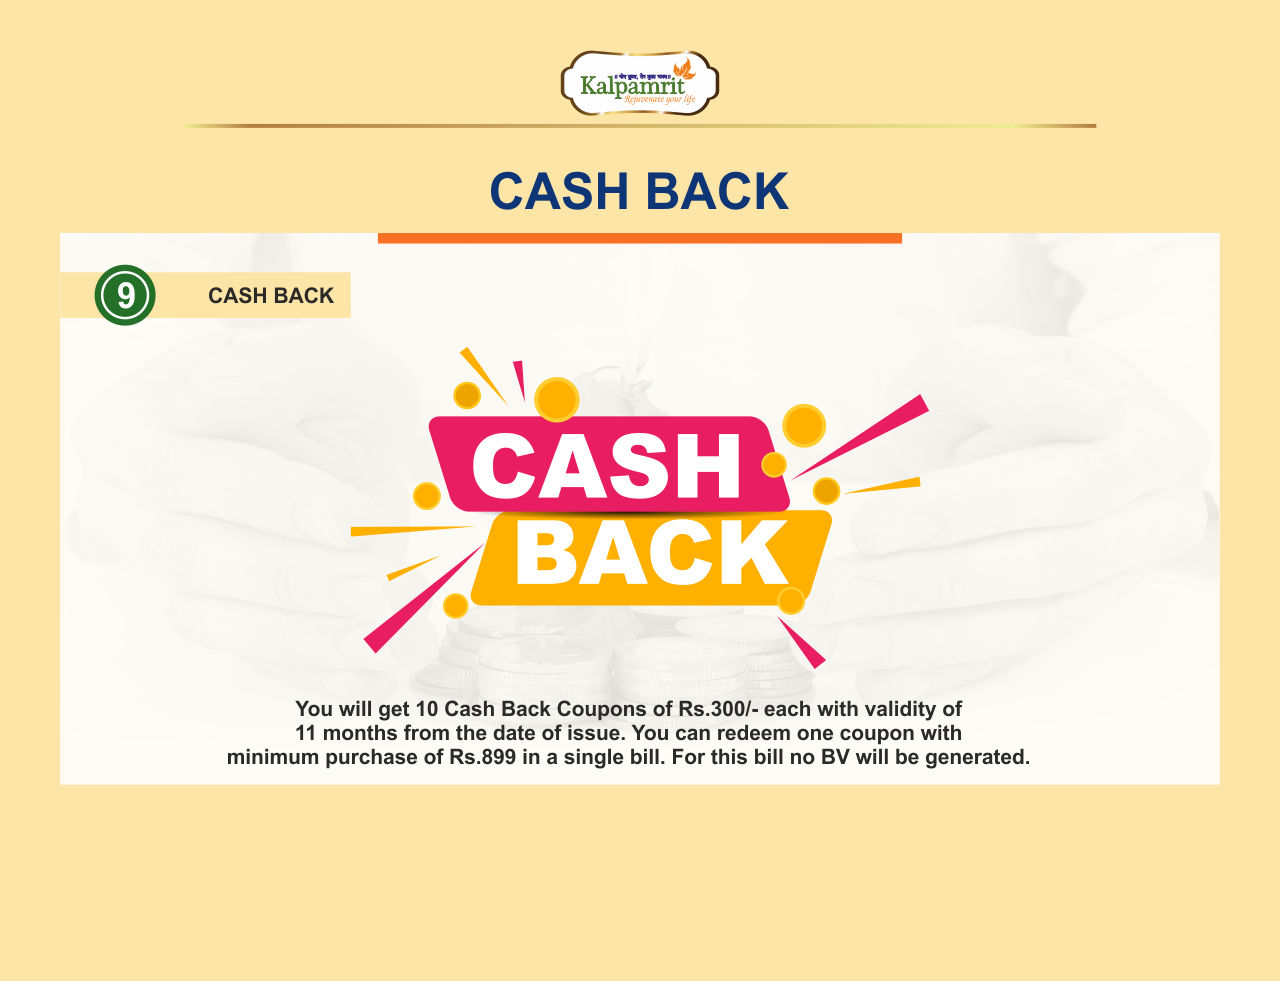 Kalpamrit
Rejuvenate your life
CASH BACK
9
CASH BACK
CASH
BACK
You will get 10 Cash Back Coupons of Rs.300/- each with validity of
11 months from the date of issue. You can redeem one coupon with
minimum purchase of Rs.899 in a single bill. For this bill no BV will be generated.